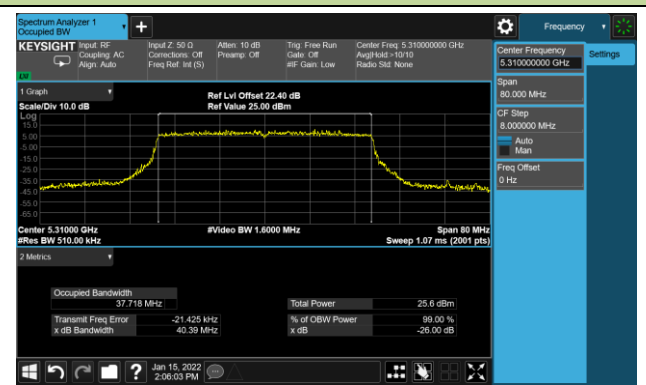 Spectrum Analyzer 1
Occupied BW
Frequency
KEYSIGHT
Input: RF
Coupling: AC
Align: Auto
Input Z: 50 Ω
Corrections: Off
Freq Ref: Int (S)
Atten: 10 dB
Preamp: Off
Trig: Free Run
Gate: Off
#IF Gain: Low
Center Freq: 5.310000000 GHz
Avg|Hold:>10/10
Radio Std: None
Center Frequency
5.310000000 GHz
Settings
Span
80.000 MHz
CF Step
8.000000 MHz
Auto
Man
Freq Offset
0 Hz
1 Graph
Scale/Div 10.0 dB
Ref Lvl Offset 22.40 dB
Ref Value 25.00 dBm
Log
15.0
5.00
-5.00
-15.0
-25.0
-35.0
-45.0
-55.0
-65.0
Center 5.31000 GHz
#Video BW 1.6000 MHz
Span 80 MHz
#Res BW 510.00 kHz
Sweep 1.07 ms (2001 pts)
2 Metrics
Occupied Bandwidth
37.718 MHz
Total Power 25.6 dBm
Transmit Freq Error -21.425 kHz
% of OBW Power 99.00 %
x dB Bandwidth 40.39 MHz
x dB -26.00 dB
Jan 15, 2022
2:06:03 PM